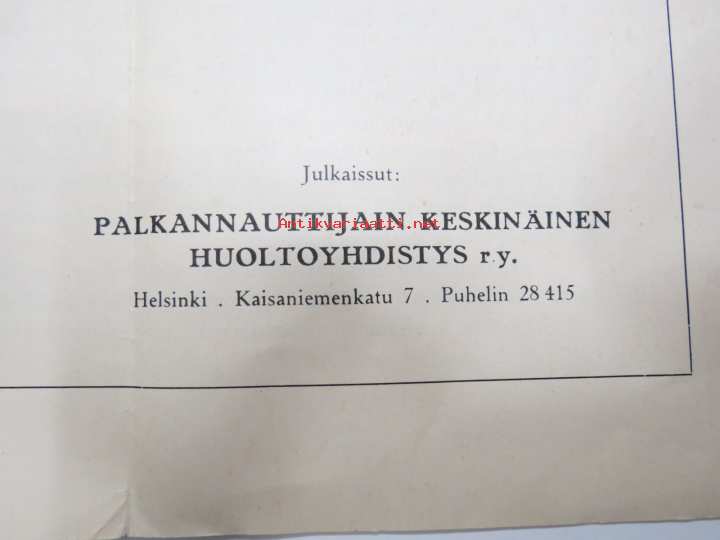 Julkaissut:
PALKANNAUTTIJAIN KESKINÄINEN
Antikvariaatti.net
HUOLTOYHDISTYS r.y.
Helsinki . Kaisaniemenkatu 7 . Puhelin 28 415